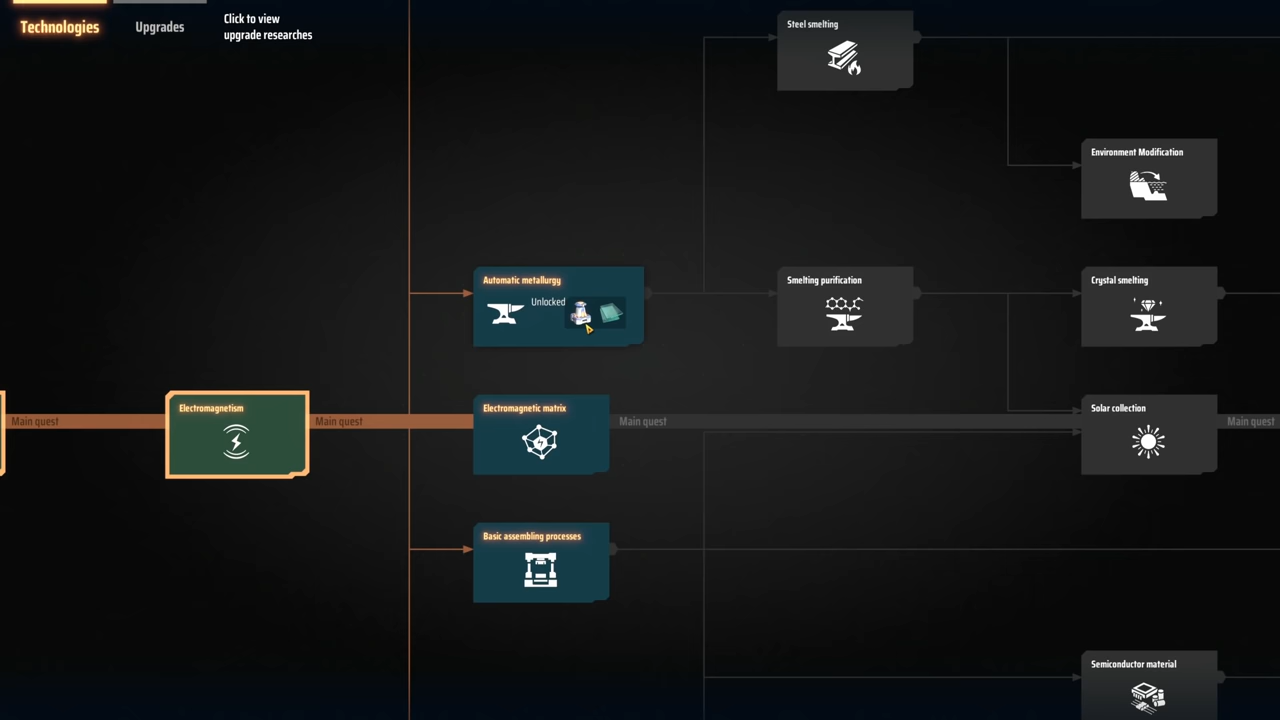 Technologies
Upgrades
Click to view
upgrade researches
Steel smelting
Environment Modification
Automatic metallurgy
Unlocked
Smelting purification
Crystal smelting
Main quest
Electromagnetism
Main quest
Electromagnetic matrix
Main quest
Solar collection
Main quest
Basic assembling processes
Semiconductor material